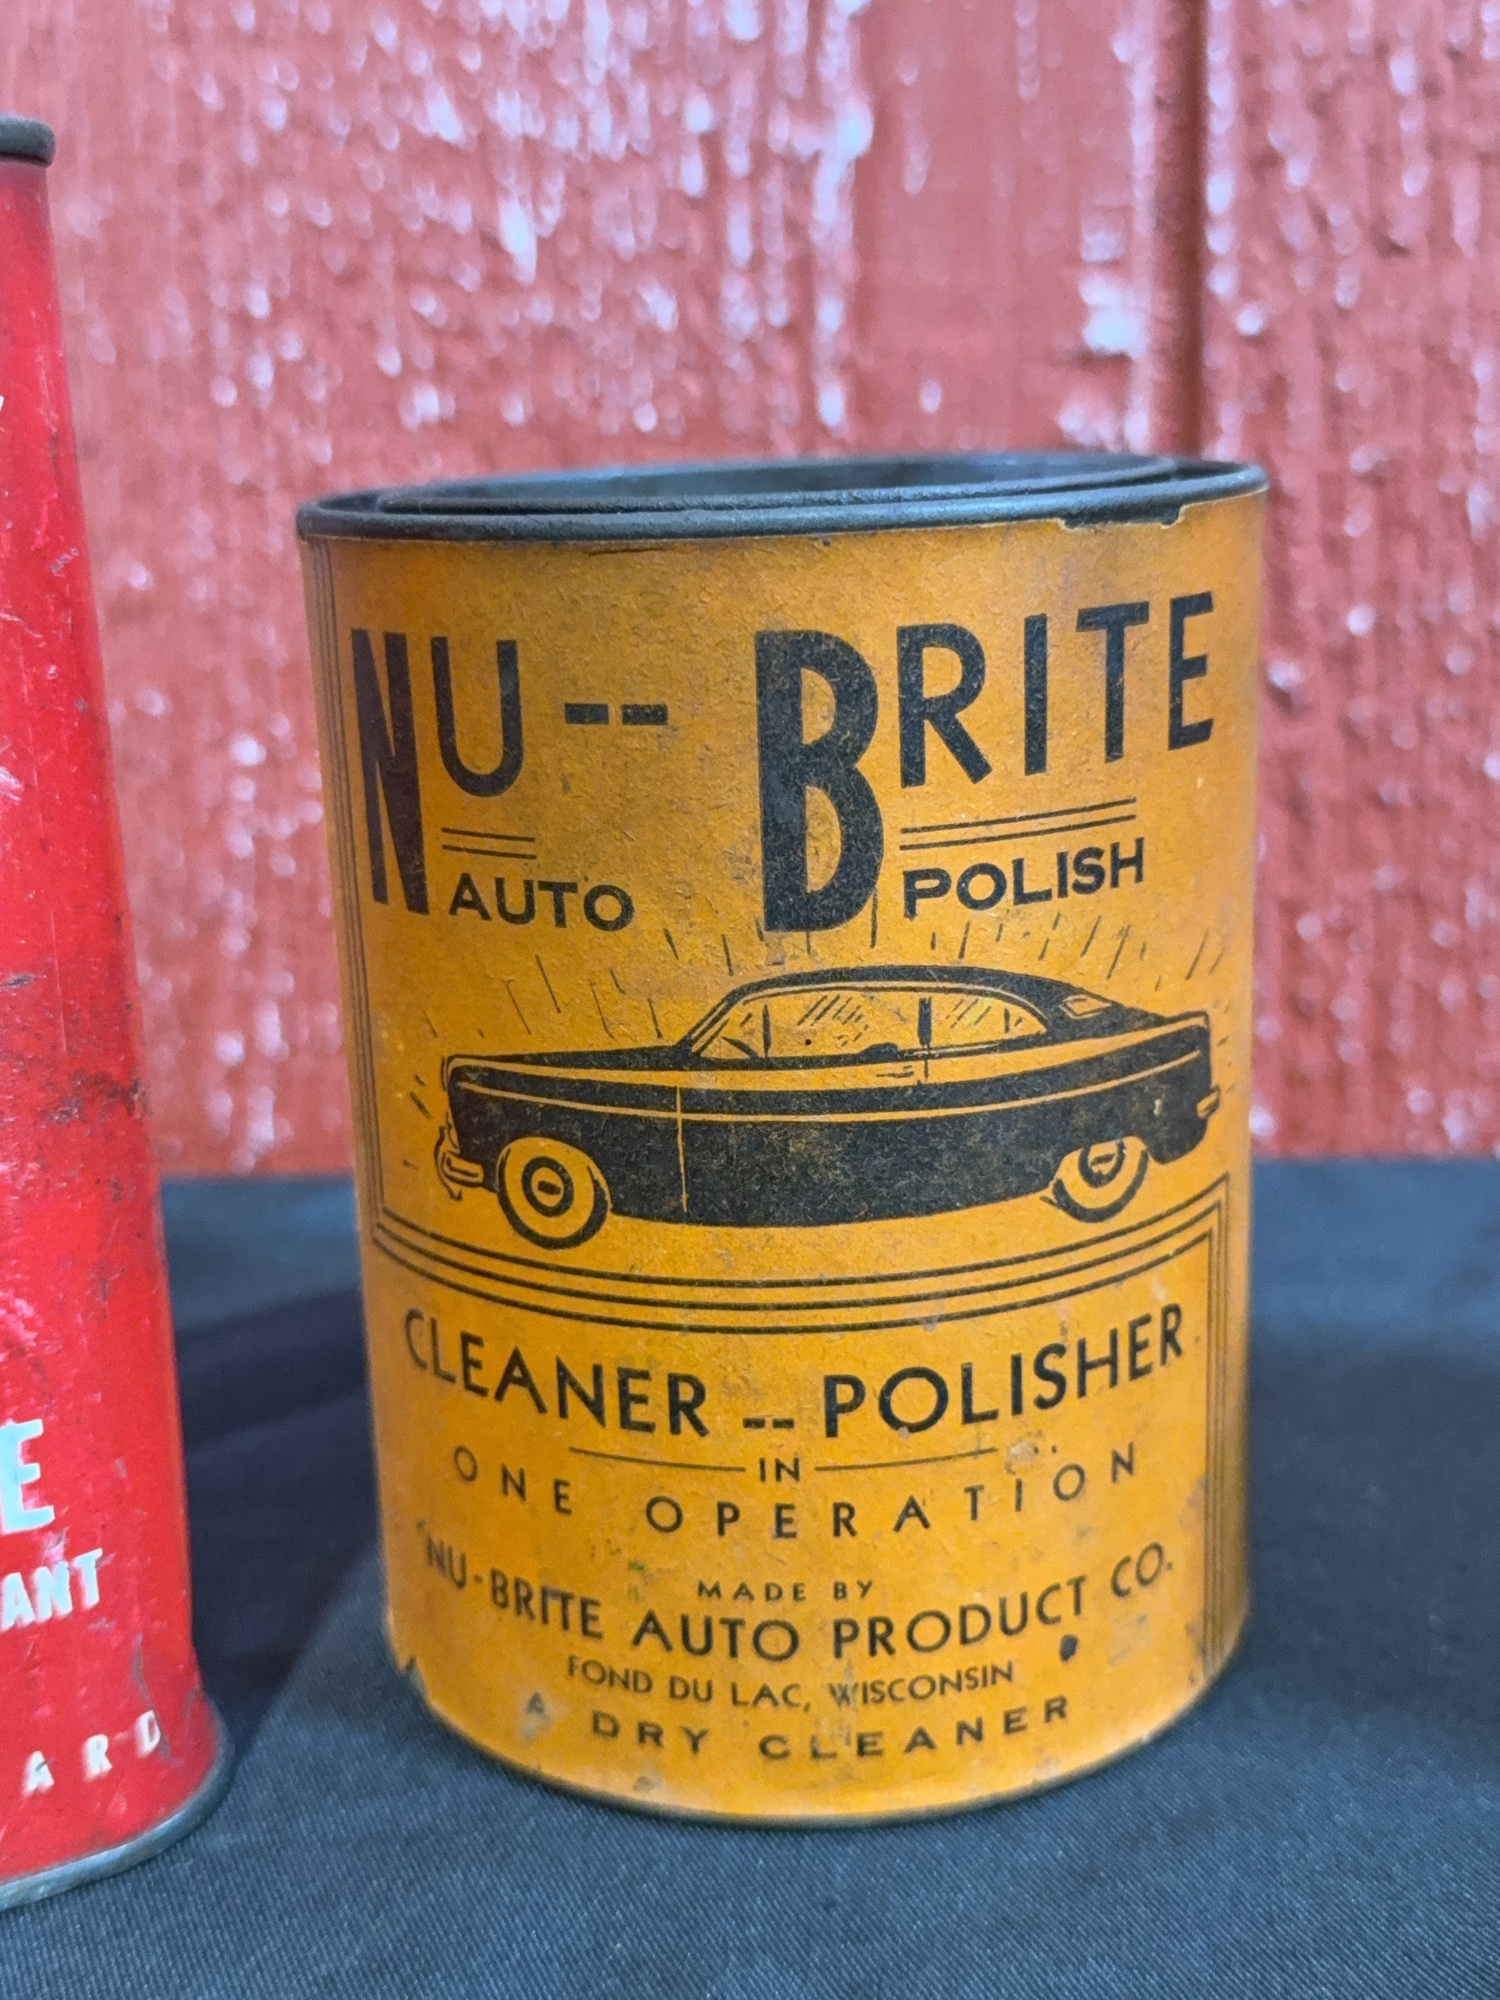 NU-- BRITE
AUTO POLISH
CLEANER -- POLISHER
IN
ONE OPERATION
MADE BY
NU-BRITE AUTO PRODUCT CO.
FOND DU LAC, WISCONSIN
A DRY CLEANER
E
ANT
ARD